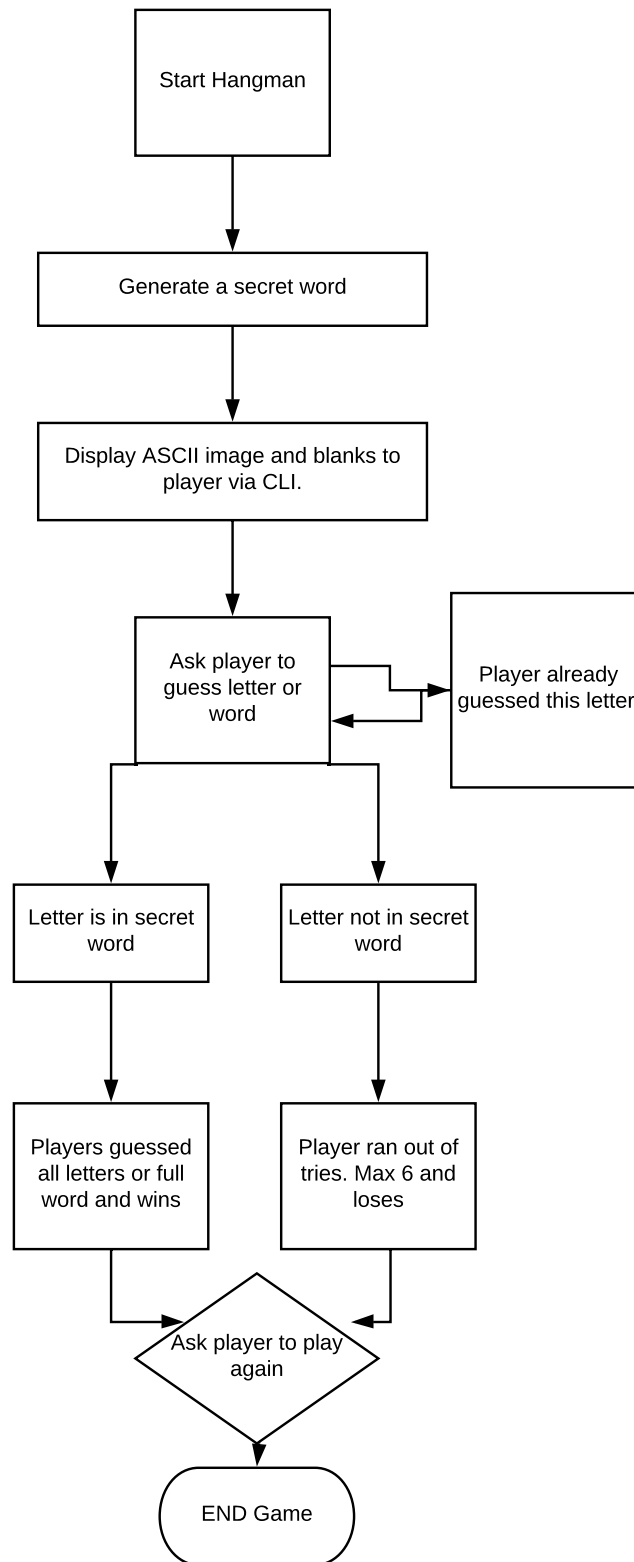 Start Hangman
Generate a secret word
Display ASCII image and blanks to
player via CLI.
Ask player to
guess letter or
word
Player already
guessed this letter
Letter is in secret
word
Letter not in secret
word
Players guessed
all letters or full
word and wins
Player ran out of
tries. Max 6 and
loses
Ask player to play
again
END Game